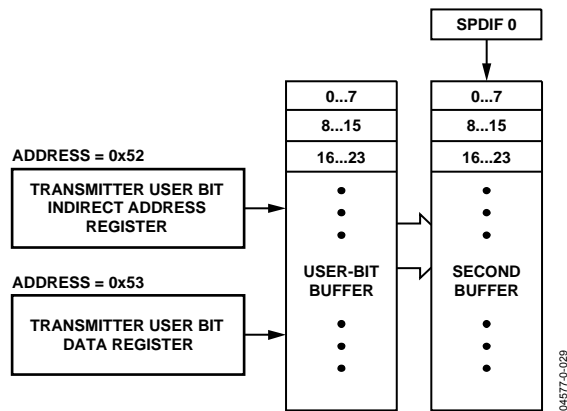 SPDIF 0
0...7
8...15
16...23
USER-BIT
BUFFER
0...7
8...15
16...23
SECOND
BUFFER
ADDRESS = 0x52
TRANSMITTER USER BIT
INDIRECT ADDRESS
REGISTER
ADDRESS = 0x53
TRANSMITTER USER BIT
DATA REGISTER
04577-0-029